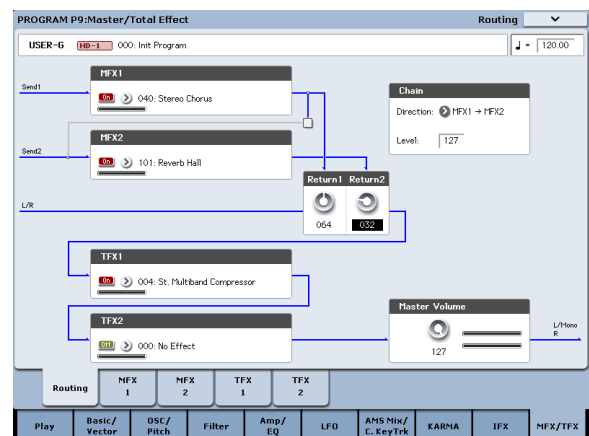 PROGRAM P9:Master/Total Effect Routing
USER-G HD-1 000: Init Program ♩ = 120.00
MFX1
Send1
On 040: Stereo Chorus
Chain
Direction: MFX1 → MFX2
Level: 127
MFX2
Send2
On 101: Reverb Hall
Return1 Return2
L/R
064 032
TFX1
On 004: St. Multiband Compressor
TFX2
Off 000: No Effect
Master Volume
127
L/Mono
R
Routing
MFX 1
MFX 2
TFX 1
TFX 2
Play
Basic/ Vector
OSC/ Pitch
Filter
Amp/ EQ
LFO
AMS Mix/ C. KeyTrk
KARMA
IFX
MFX/TFX